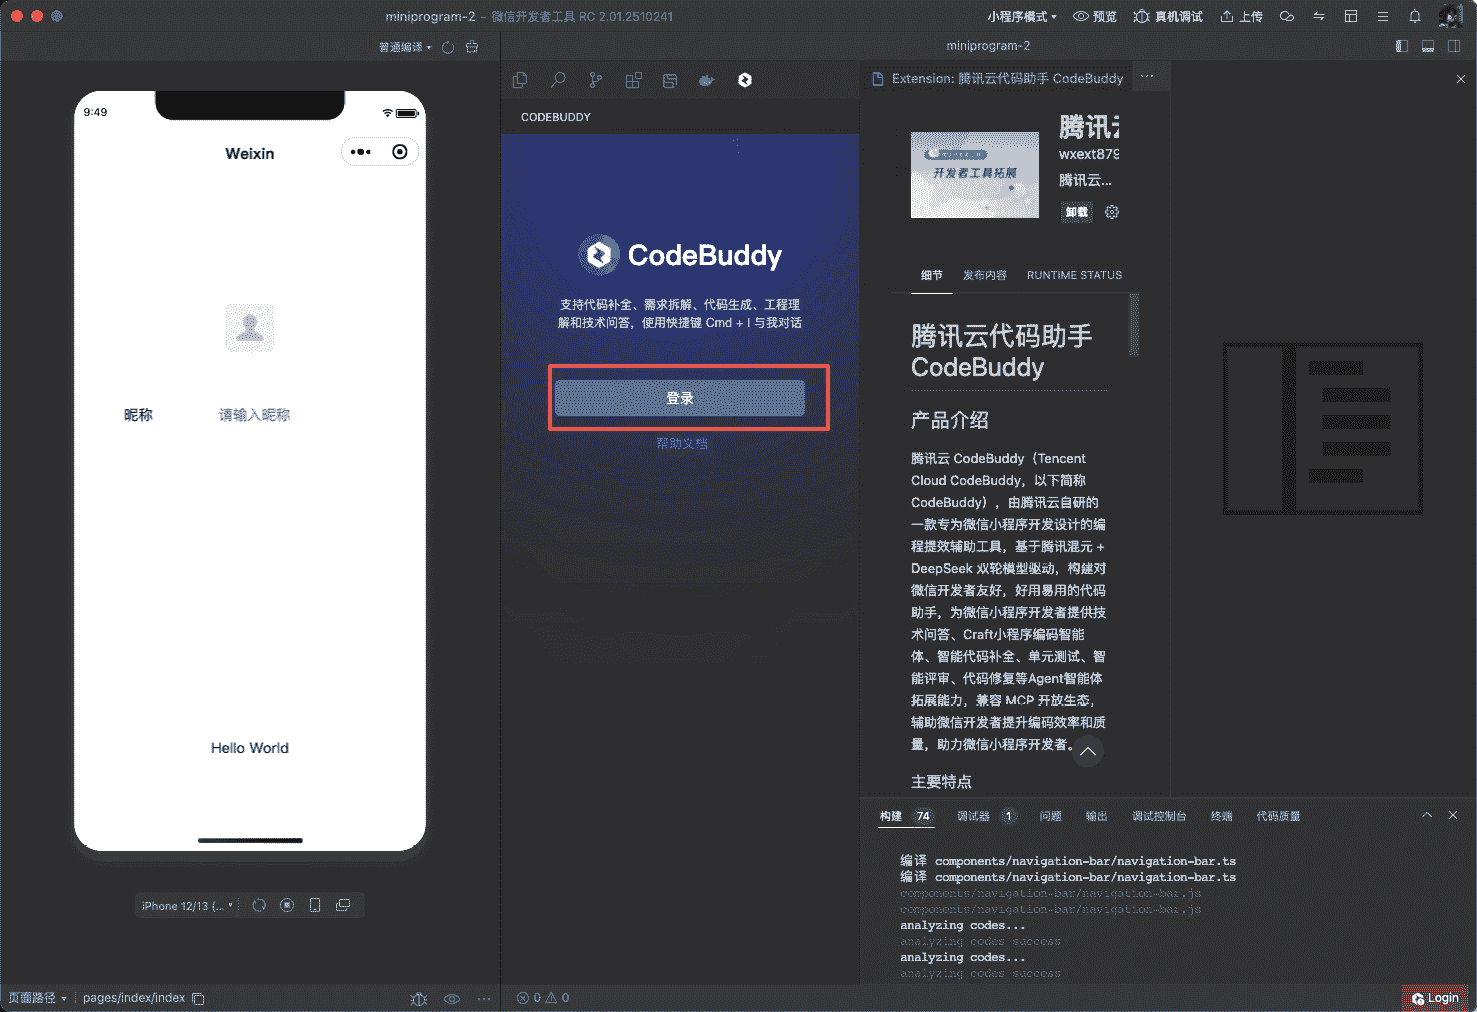 miniprogram-2 - 微信开发者工具 RC 2.01.2510241
小程序模式
预览
真机调试
上传
普通编译
miniprogram-2
9:49
Weixin
昵称
请输入昵称
Hello World
iPhone 12/13 (...
页面路径
pages/index/index
CODEBUDDY
CodeBuddy
支持代码补全、需求拆解、代码生成、工程理
解和技术问答，使用快捷键 Cmd + I 与我对话
登录
帮助文档
0
0
Extension: 腾讯云代码助手 CodeBuddy
...
开发者工具拓展
腾讯云
wxext879
腾讯云...
卸载
细节
发布内容
RUNTIME STATUS
腾讯云代码助手
CodeBuddy
产品介绍
腾讯云 CodeBuddy（Tencent
Cloud CodeBuddy，以下简称
CodeBuddy），由腾讯云自研的
一款专为微信小程序开发设计的编
程提效辅助工具，基于腾讯混元 +
DeepSeek 双轮模型驱动，构建对
微信开发者友好，好用易用的代码
助手，为微信小程序开发者提供技
术问答、Craft小程序编码智能
体、智能代码补全、单元测试、智
能评审、代码修复等Agent智能体
拓展能力，兼容 MCP 开放生态，
辅助微信开发者提升编码效率和质
量，助力微信小程序开发者。
主要特点
构建 74
调试器 1
问题
输出
调试控制台
终端
代码质量
编译 components/navigation-bar/navigation-bar.ts
编译 components/navigation-bar/navigation-bar.ts
components/navigation-bar/navigation-bar.js
components/navigation-bar/navigation-bar.js
analyzing codes...
analyzing codes success
analyzing codes...
analyzing codes success
Login